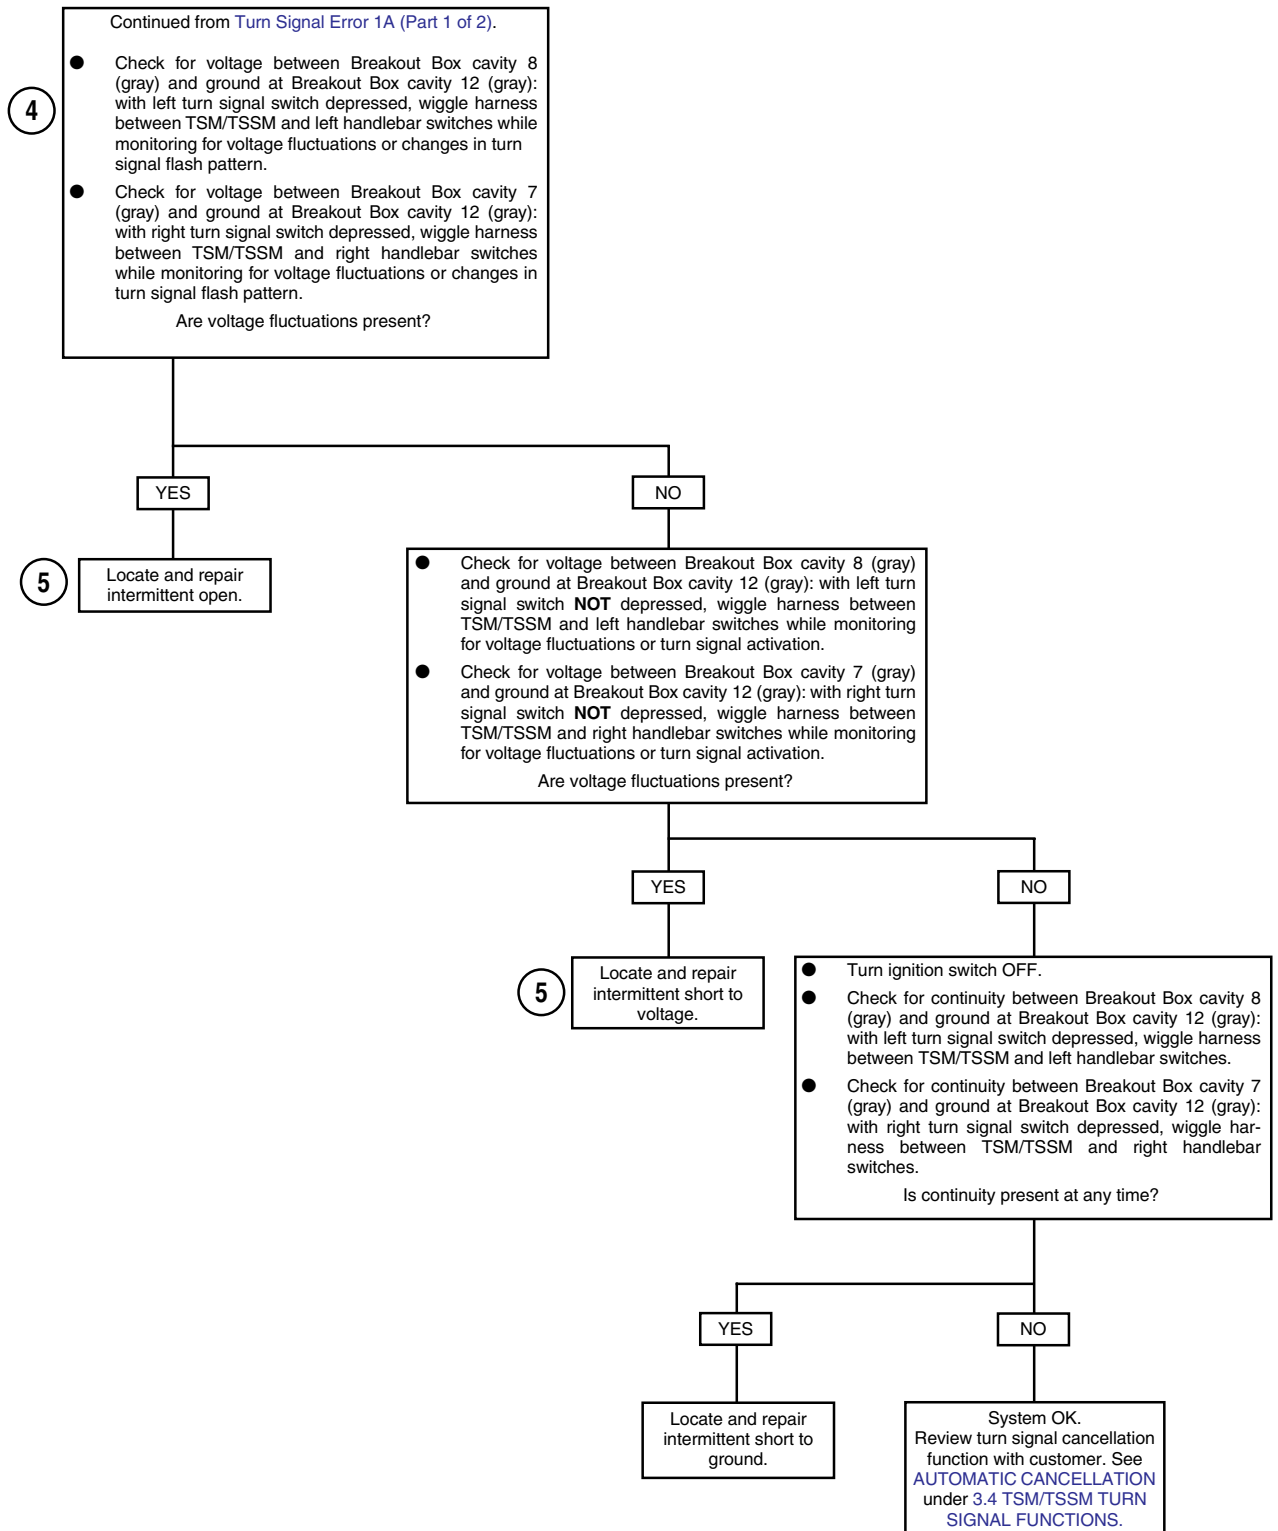 Continued from Turn Signal Error 1A (Part 1 of 2).
4
● Check for voltage between Breakout Box cavity 8
(gray) and ground at Breakout Box cavity 12 (gray):
with left turn signal switch depressed, wiggle harness
between TSM/TSSM and left handlebar switches while
monitoring for voltage fluctuations or changes in turn
signal flash pattern.
● Check for voltage between Breakout Box cavity 7
(gray) and ground at Breakout Box cavity 12 (gray):
with right turn signal switch depressed, wiggle harness
between TSM/TSSM and right handlebar switches
while monitoring for voltage fluctuations or changes in
turn signal flash pattern.
Are voltage fluctuations present?
YES
NO
5
Locate and repair
intermittent open.
● Check for voltage between Breakout Box cavity 8 (gray)
and ground at Breakout Box cavity 12 (gray): with left turn
signal switch NOT depressed, wiggle harness between
TSM/TSSM and left handlebar switches while monitoring
for voltage fluctuations or turn signal activation.
● Check for voltage between Breakout Box cavity 7 (gray)
and ground at Breakout Box cavity 12 (gray): with right turn
signal switch NOT depressed, wiggle harness between
TSM/TSSM and right handlebar switches while monitoring
for voltage fluctuations or turn signal activation.
Are voltage fluctuations present?
YES
NO
5
Locate and repair
intermittent short to
voltage.
● Turn ignition switch OFF.
● Check for continuity between Breakout Box cavity 8
(gray) and ground at Breakout Box cavity 12 (gray):
with left turn signal switch depressed, wiggle harness
between TSM/TSSM and left handlebar switches.
● Check for continuity between Breakout Box cavity 7
(gray) and ground at Breakout Box cavity 12 (gray):
with right turn signal switch depressed, wiggle har-
ness between TSM/TSSM and right handlebar
switches.
Is continuity present at any time?
YES
NO
Locate and repair
intermittent short to
ground.
System OK.
Review turn signal cancellation
function with customer. See
AUTOMATIC CANCELLATION
under 3.4 TSM/TSSM TURN
SIGNAL FUNCTIONS.